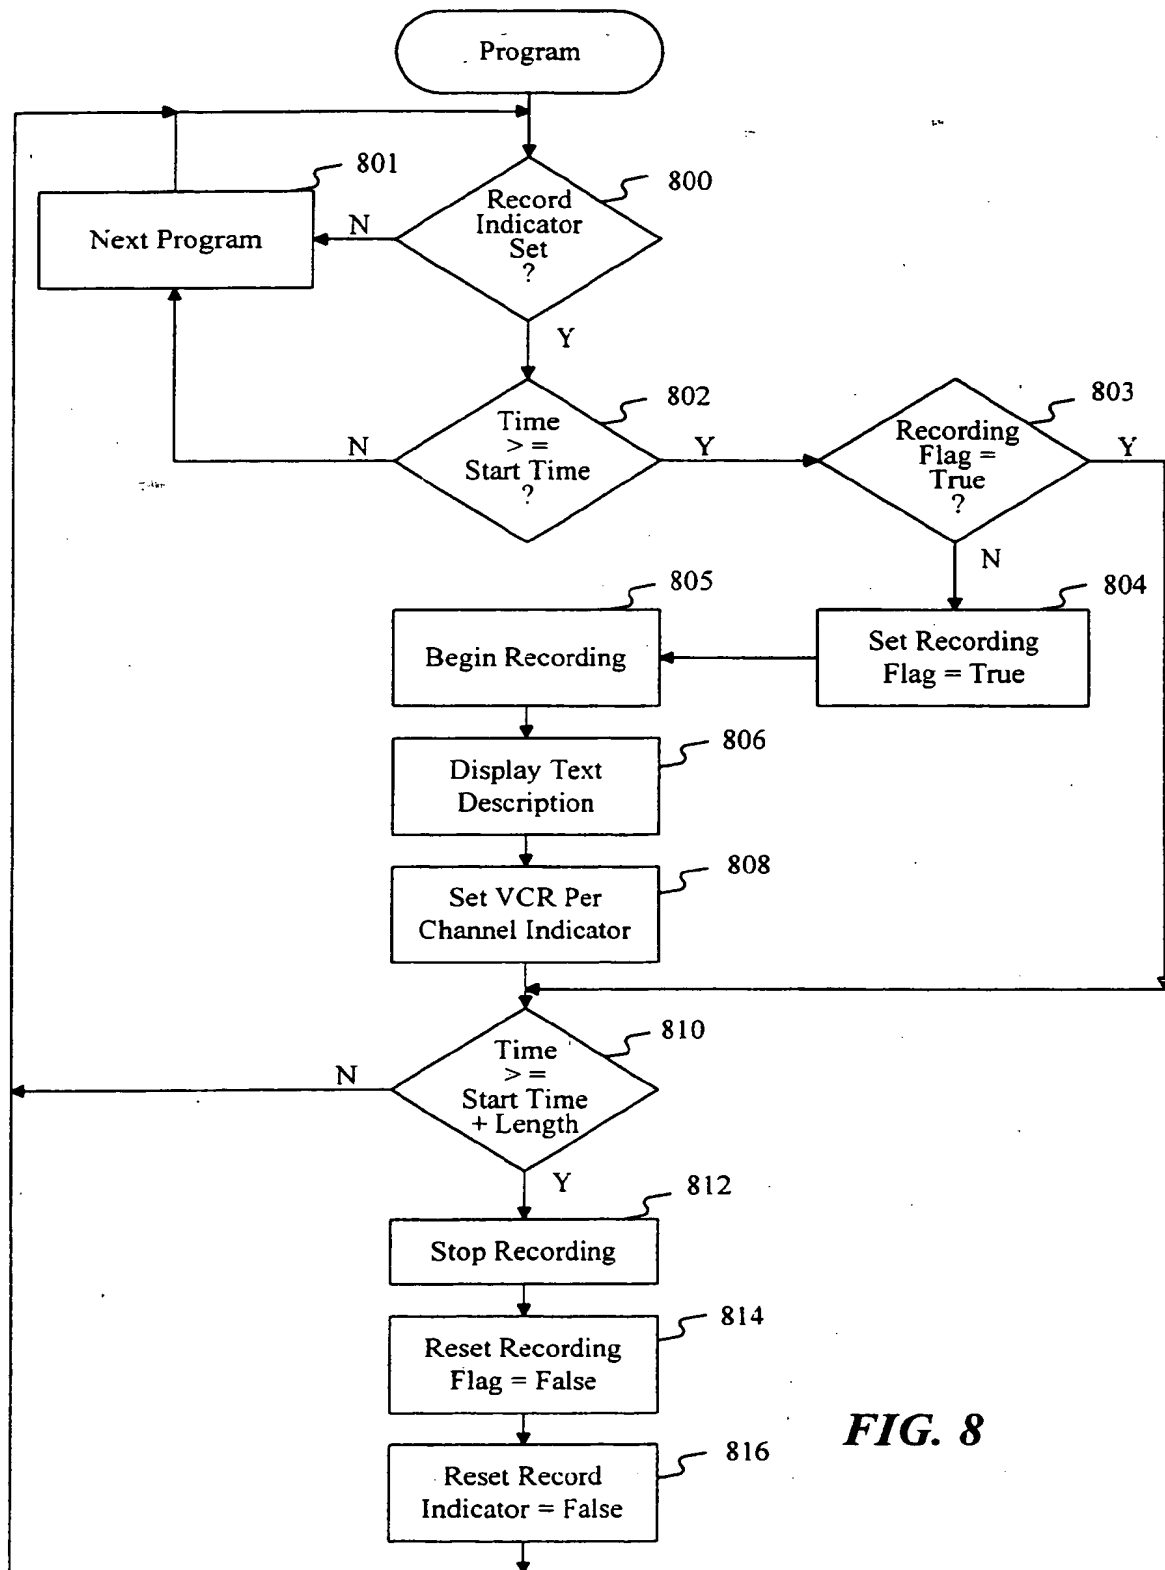 Program
801
800
Next Program
N
Record
Indicator
Set
?
Y
802
803
Time
>=
Start Time
?
N
Y
Recording
Flag =
True
?
Y
N
805
804
Begin Recording
Set Recording
Flag = True
806
Display Text
Description
808
Set VCR Per
Channel Indicator
810
Time
>=
Start Time
+ Length
N
Y
812
Stop Recording
814
Reset Recording
Flag = False
FIG. 8
816
Reset Record
Indicator = False